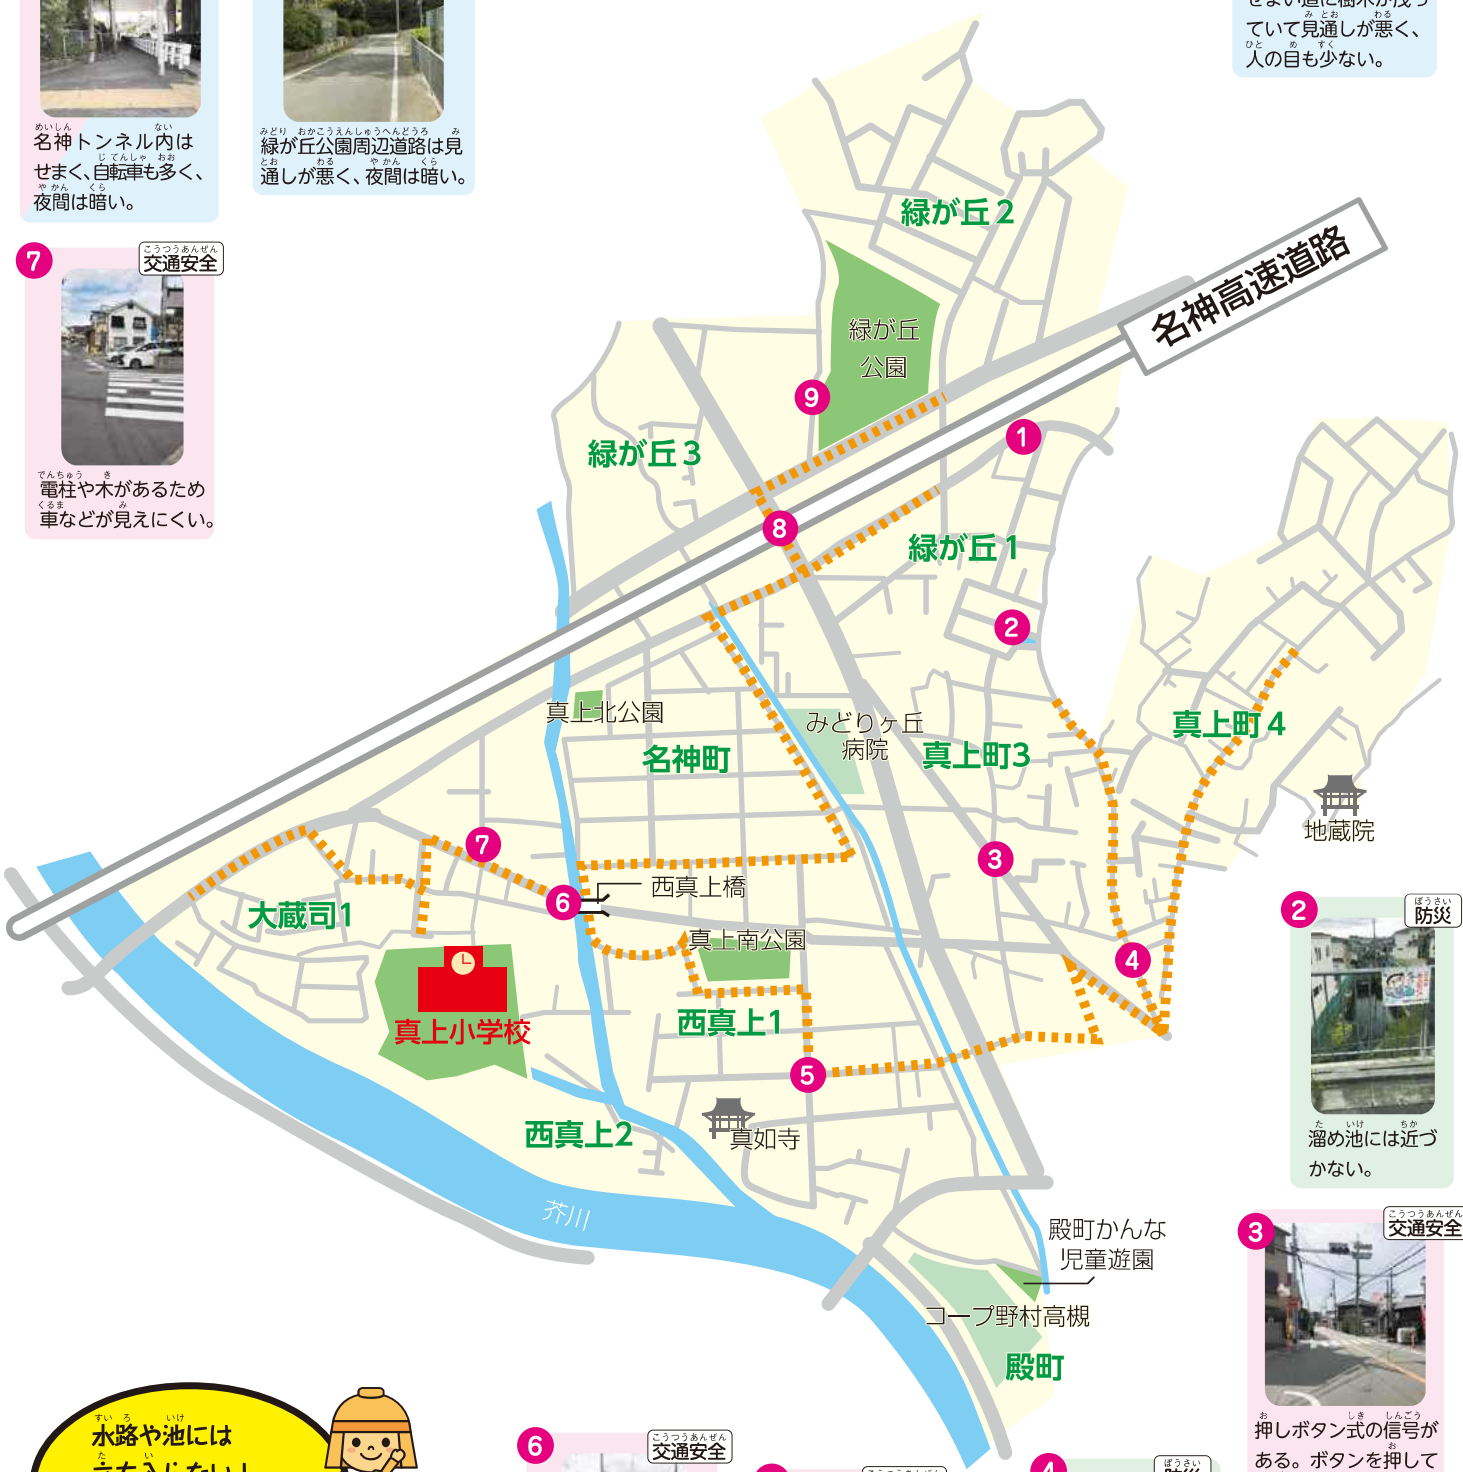 名神トンネル内は
せまく、自転車も多く、
夜間は暗い。
緑が丘公園周辺道路は見
通しが悪く、夜間は暗い。
ていて見通しが悪く、
人の目も少ない。
7
交通安全
電柱や木があるため
車などが見えにくい。
緑が丘2
名神高速道路
緑が丘
公園
9
1
緑が丘3
8
緑が丘1
2
真上北公園
名神町
みどりヶ丘
病院
真上町3
真上町4
地蔵院
7
3
6
西真上橋
大蔵司1
真上南公園
4
真上小学校
西真上1
5
真如寺
西真上2
芥川
殿町かんな
児童遊園
コープ野村高槻
殿町
2
防災
溜め池には近づ
かない。
3
交通安全
押しボタン式の信号が
ある。ボタンを押して
水路や池には
立ち入らない!
6
交通安全
4
防災